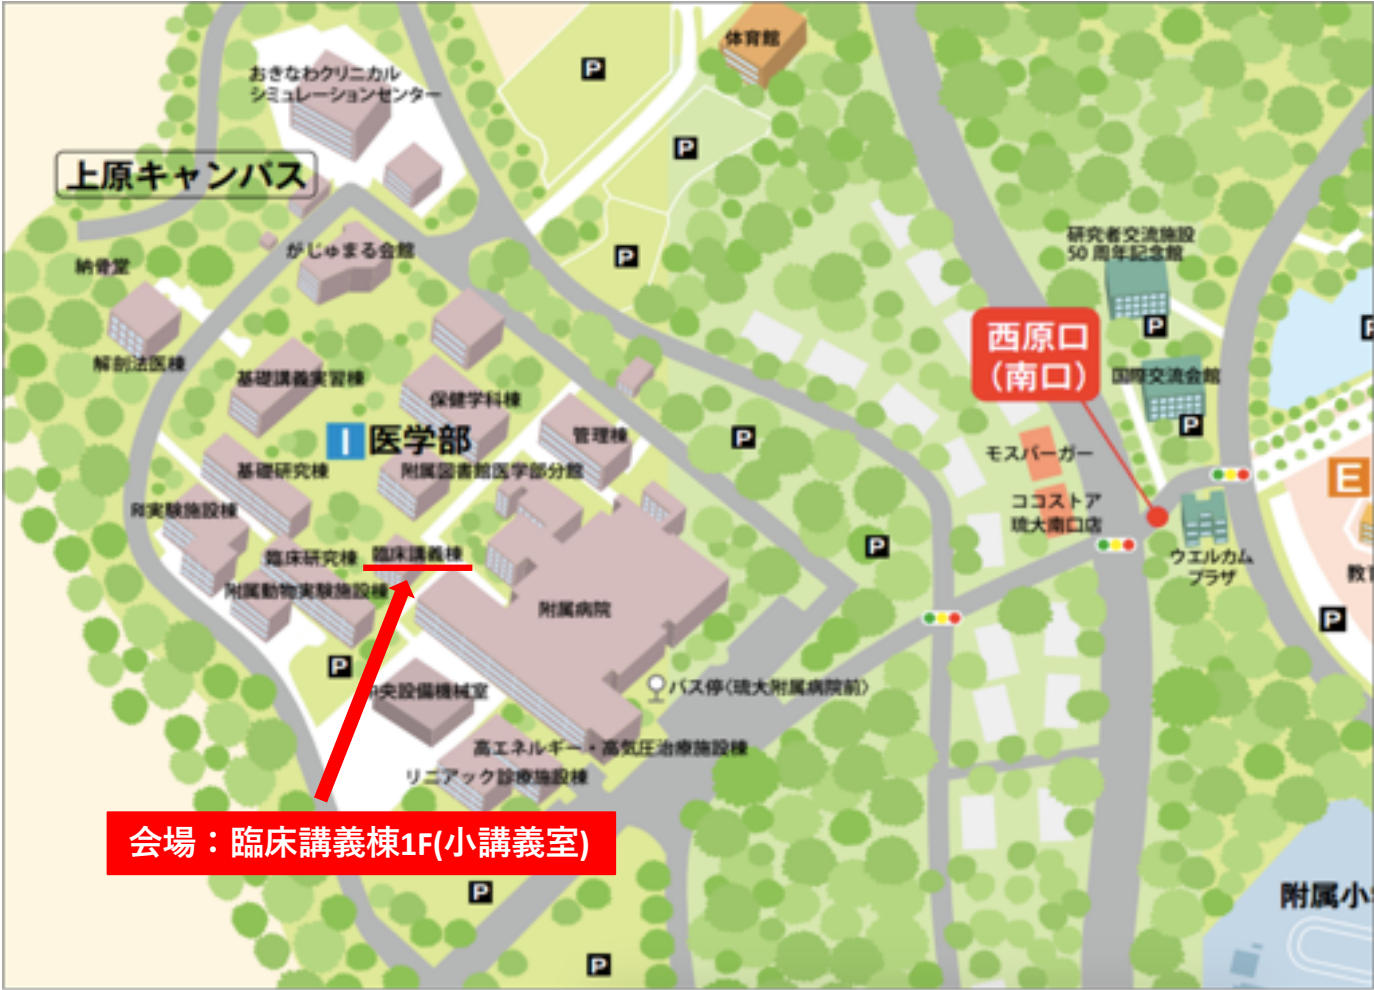 体育館
P
おきなわクリニカル
シミュレーションセンター
P
上原キャンパス
がじゅまる会館
P
研究者交流施設
50周年記念館
納骨堂
P
P
西原口
(南口)
解剖法医棟
基礎講義実習棟
保健学科棟
国際交流会館
P
I 医学部
管理棟
P
モスバーガー
基礎研究棟
附属図書館医学部分館
E
RI実験施設棟
ココストア
琉大南口店
臨床研究棟
臨床講義棟
P
ウエルカム
プラザ
附属動物実験施設棟
附属病院
教育
P
P
中央設備機械室
バス停〈琉大附属病院前〉
高エネルギー・高気圧治療施設棟
リニアック診療施設棟
会場：臨床講義棟1F(小講義室)
P
附属小
P